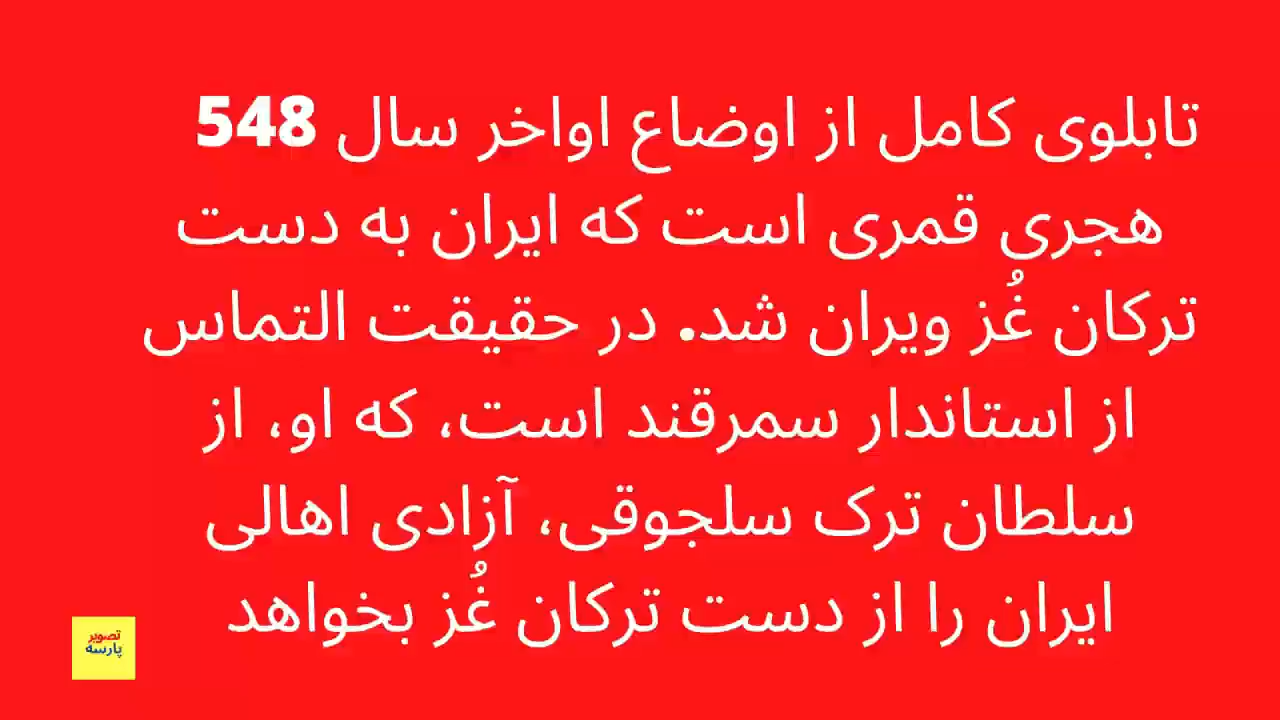 تابلوی کامل از اوضاع اواخر سال 548
هجری قمری است که ایران به دست
ترکان غُز ویران شد. در حقیقت التماس
از استاندار سمرقند است، که او، از
سلطان ترک سلجوقی، آزادی اهالی
ایران را از دست ترکان غُز بخواهد
تصویر
پارسه